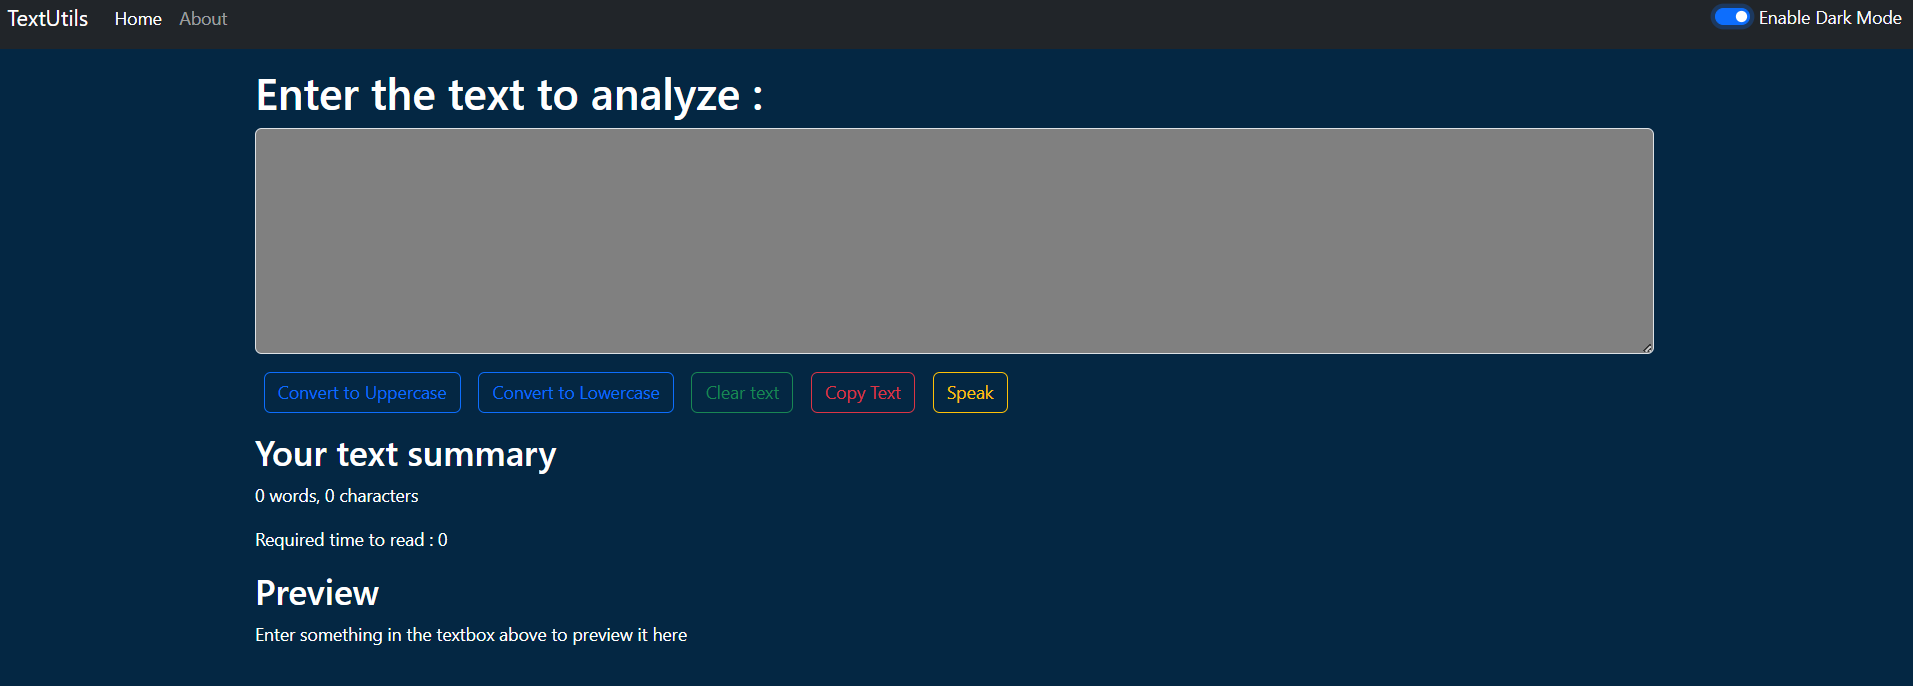 TextUtils Home About Enable Dark Mode
Enter the text to analyze :
Convert to Uppercase Convert to Lowercase Clear text Copy Text Speak
Your text summary
0 words, 0 characters
Required time to read : 0
Preview
Enter something in the textbox above to preview it here